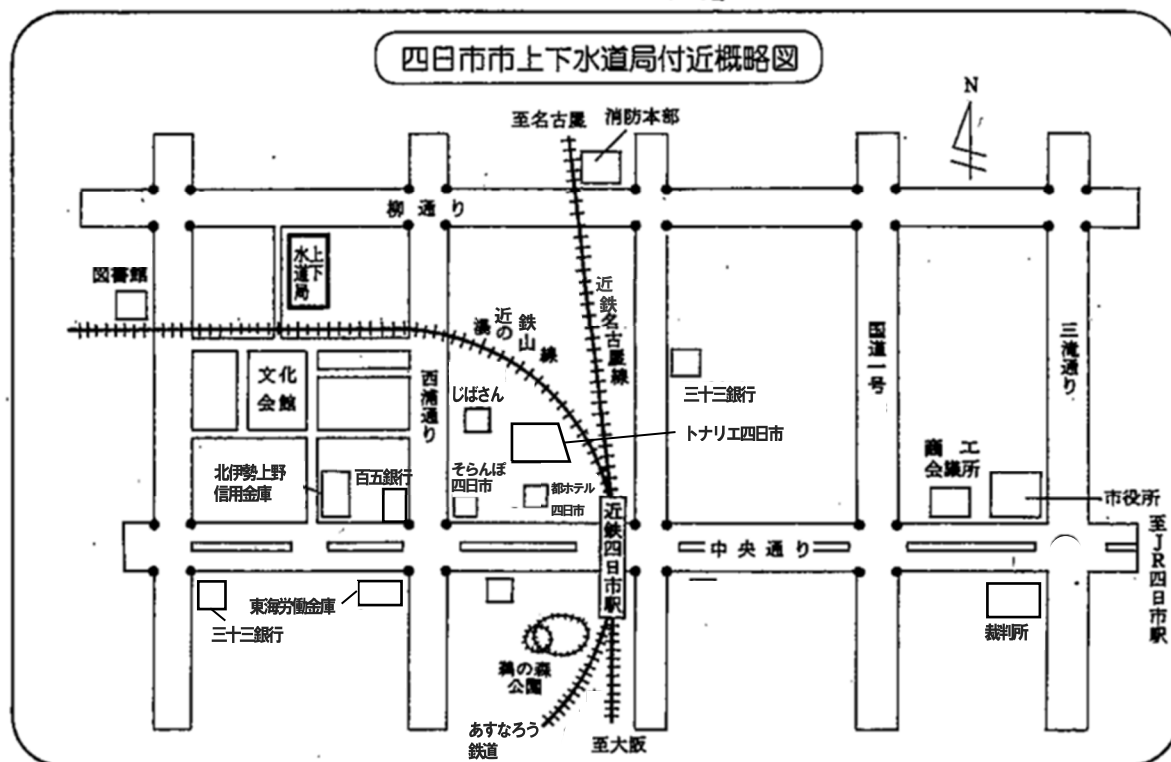 四日市市上下水道局付近概略図
N
至名古屋
消防本部
柳通り
上下
水道局
図書館
近鉄
湯の山線
近鉄名古屋線
国道一号
三滝通り
三十三銀行
文化
会館
西浦通り
じばさん
トナリエ四日市
商工
会議所
北伊勢上野
信用金庫
百五銀行
そらんぽ
四日市
都ホテル
四日市
市役所
近鉄四日市駅
中央通り
至JR四日市駅
東海労働金庫
三十三銀行
裁判所
鵜の森
公園
あすなろう
鉄道
至大阪